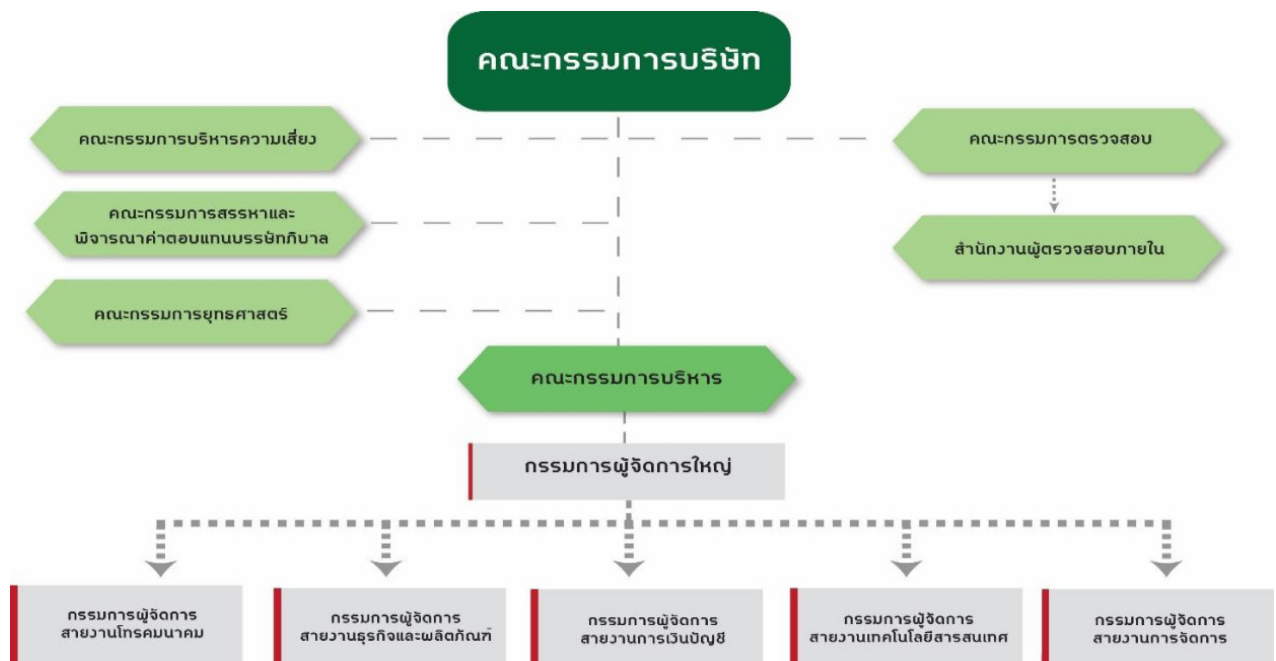 คณะกรรมการบริษัท
คณะกรรมการบริหารความเสี่ยง
คณะกรรมการตรวจสอบ
คณะกรรมการสรรหาและ
พิจารณาค่าตอบแทนบรรษัทภิบาล
สำนักงานผู้ตรวจสอบภายใน
คณะกรรมการยุทธศาสตร์
คณะกรรมการบริหาร
กรรมการผู้จัดการใหญ่
กรรมการผู้จัดการ
สายงานโทรคมนาคม
กรรมการผู้จัดการ
สายงานธุรกิจและผลิตภัณฑ์
กรรมการผู้จัดการ
สายงานการเงินบัญชี
กรรมการผู้จัดการ
สายงานเทคโนโลยีสารสนเทศ
กรรมการผู้จัดการ
สายงานการจัดการ